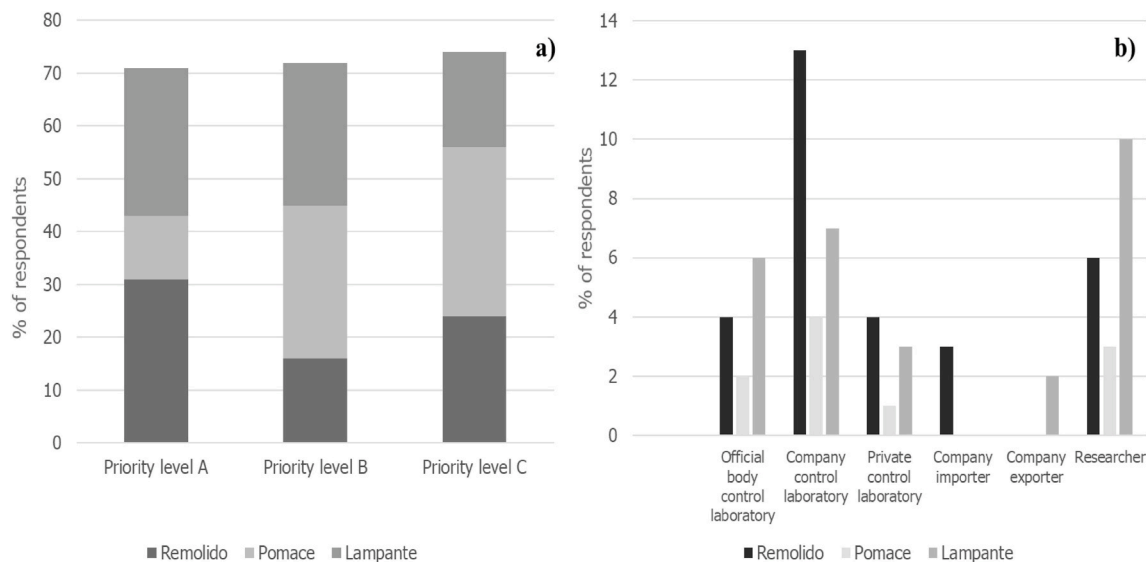 a)
80
70
60
50
40
30
20
10
0
% of respondents
Priority level A
Priority level B
Priority level C
Remolido
Pomace
Lampante
b)
14
12
10
8
6
4
2
0
% of respondents
Official body control laboratory
Company control laboratory
Private control laboratory
Company importer
Company exporter
Researcher
Remolido
Pomace
Lampante